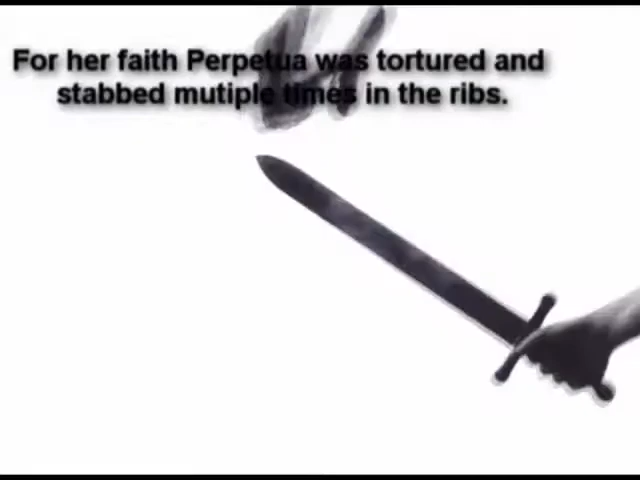 For her faith Perpetua was tortured and
stabbed mutiple times in the ribs.